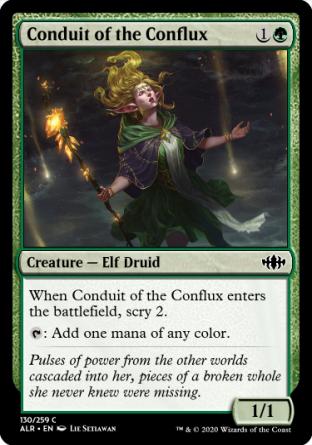 Conduit of the Conflux 1
Creature — Elf Druid
When Conduit of the Conflux enters
the battlefield, scry 2.
: Add one mana of any color.
Pulses of power from the other worlds
cascaded into her, pieces of a broken whole
she never knew were missing.
1/1
130/259 C
ALR • EN Lie Setiawan
™ & © 2020 Wizards of the Coast